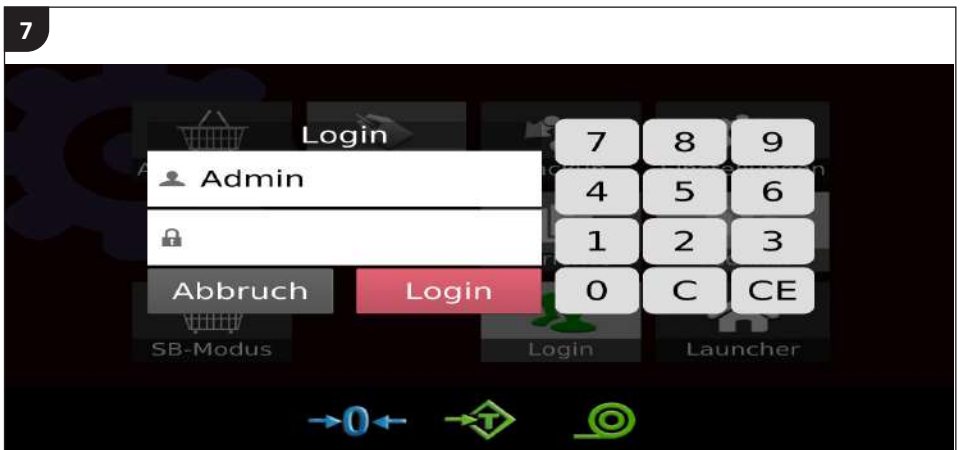 7
Login
Admin
Abbruch
Login
7 8 9
4 5 6
1 2 3
0 C CE
SB-Modus
Login
Launcher
→0←
→T